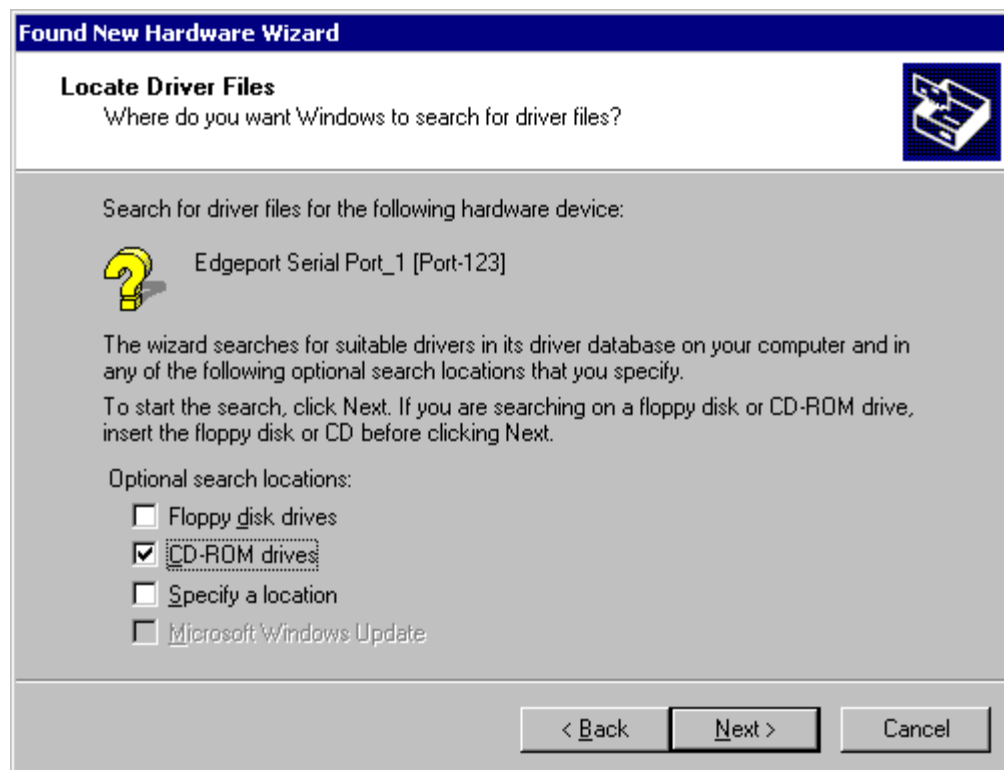 Found New Hardware Wizard
Locate Driver Files
Where do you want Windows to search for driver files?
Search for driver files for the following hardware device:
Edgeport Serial Port_1 [Port-123]
The wizard searches for suitable drivers in its driver database on your computer and in
any of the following optional search locations that you specify.
To start the search, click Next. If you are searching on a floppy disk or CD-ROM drive,
insert the floppy disk or CD before clicking Next.
Optional search locations:
Floppy disk drives
CD-ROM drives
Specify a location
Microsoft Windows Update
< Back Next > Cancel